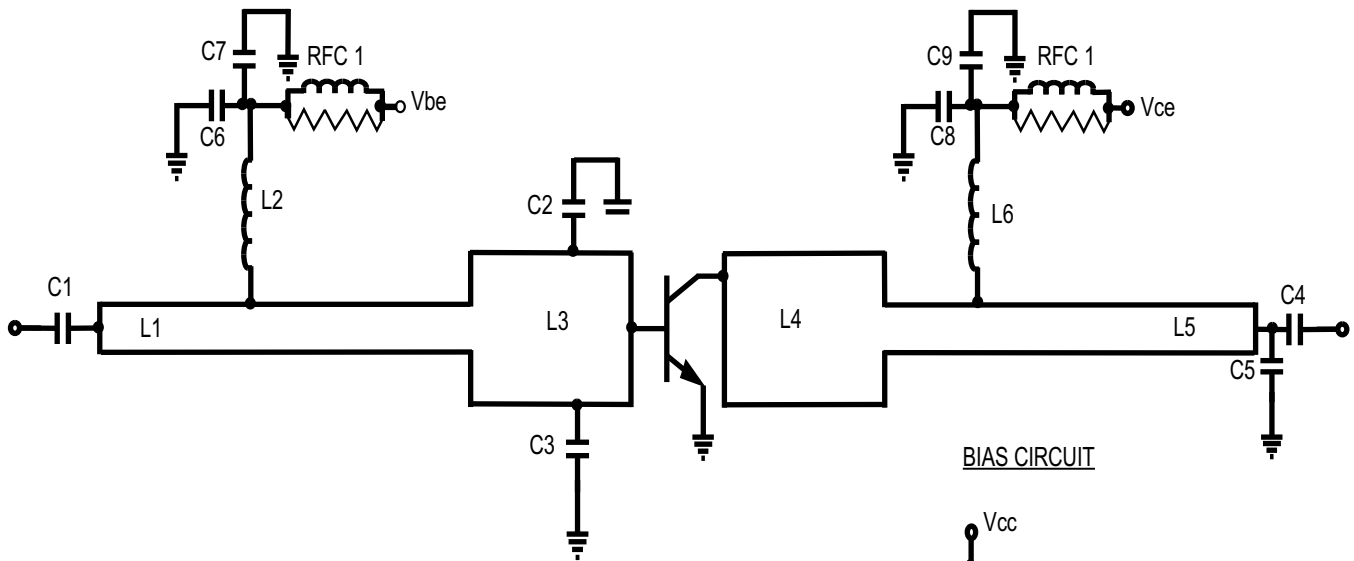 C7
RFC 1
Vbe
C6
L2
C9
RFC 1
Vce
C8
L6
C2
C1
L1
L3
L4
L5
C4
C5
C3
BIAS CIRCUIT
Vcc